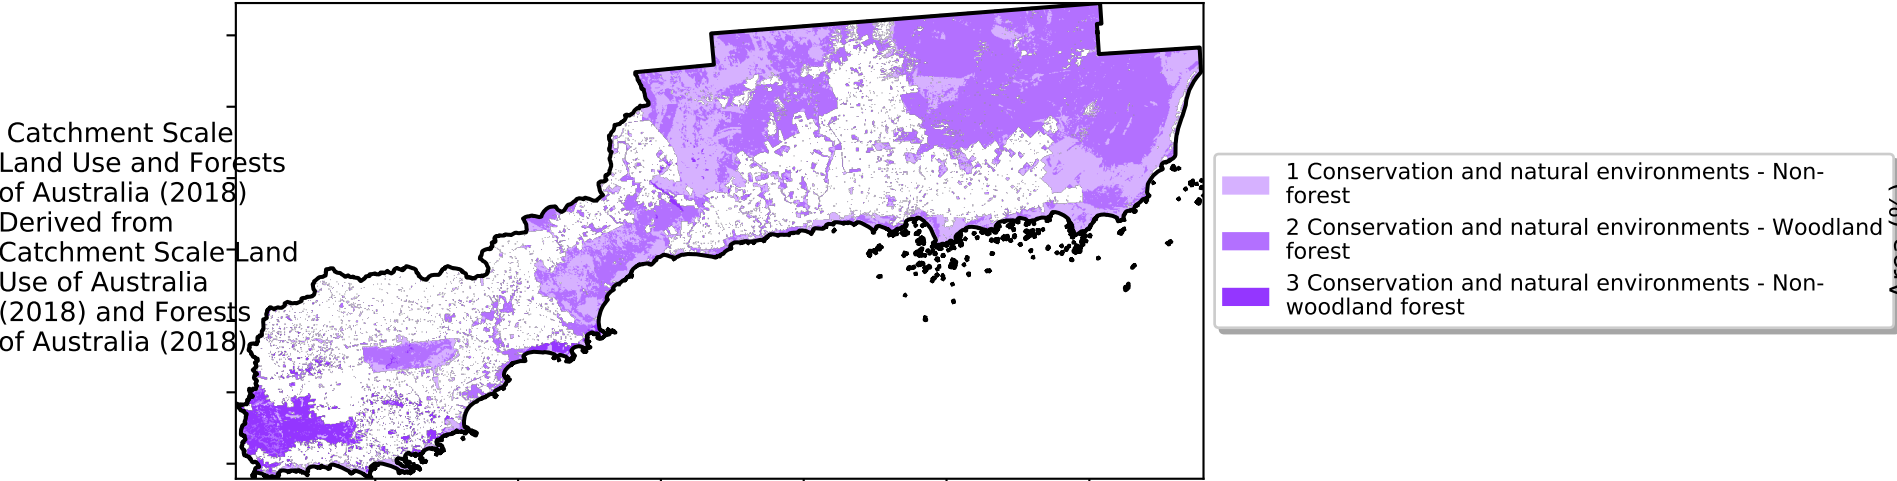 Catchment Scale
Land Use and Forests
of Australia (2018)
Derived from
Catchment Scale Land
Use of Australia
(2018) and Forests
of Australia (2018)
1 Conservation and natural environments - Non-
forest
2 Conservation and natural environments - Woodland
forest
3 Conservation and natural environments - Non-
woodland forest